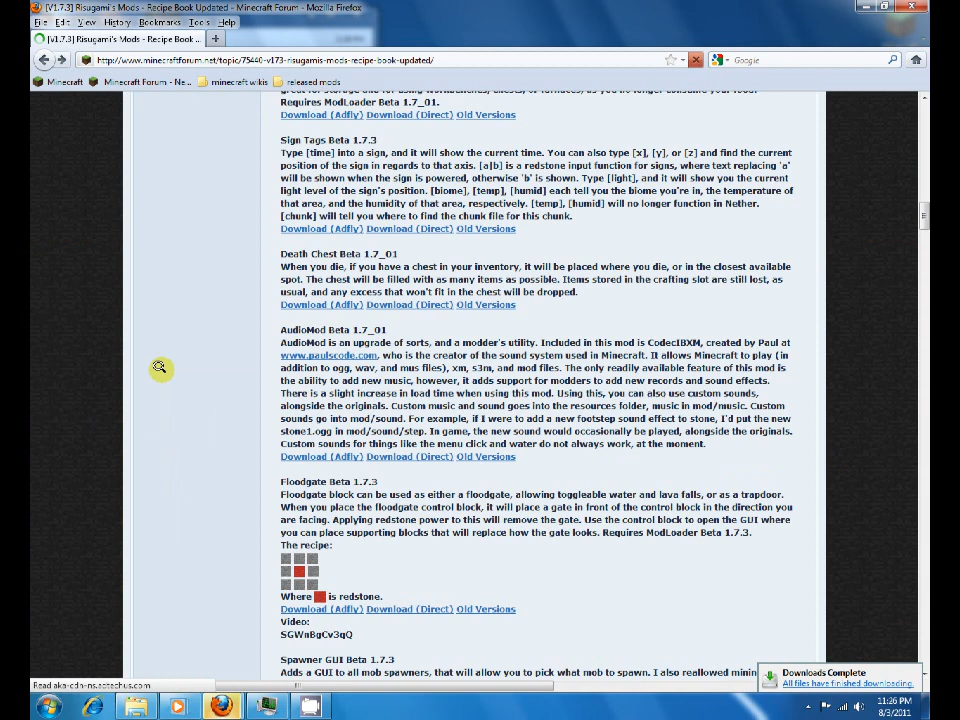 [V1.7.3] Risugami's Mods - Recipe Book Updated - Minecraft Forum - Mozilla Firefox
File Edit View History Bookmarks Tools Help
[V1.7.3] Risugami's Mods - Recipe Book ...
http://www.minecraftforum.net/topic/75440-v173-risugamis-mods-recipe-book-updated/
Google
Minecraft Minecraft Forum - Ne... minecraft wikis released mods
Requires ModLoader Beta 1.7_01.
Download (Adfly) Download (Direct) Old Versions
Sign Tags Beta 1.7.3
Type [time] into a sign, and it will show the current time. You can also type [x], [y], or [z] and find the current
position of the sign in regards to that axis. [a|b] is a redstone input function for signs, where text replacing 'a'
will be shown when the sign is powered, otherwise 'b' is shown. Type [light], and it will show you the current
light level of the sign's position. [biome], [temp], [humid] each tell you the biome you're in, the temperature of
that area, and the humidity of that area, respectively. [temp], [humid] will no longer function in Nether.
[chunk] will tell you where to find the chunk file for this chunk.
Download (Adfly) Download (Direct) Old Versions
Death Chest Beta 1.7_01
When you die, if you have a chest in your inventory, it will be placed where you die, or in the closest available
spot. The chest will be filled with as many items as possible. Items stored in the crafting slot are still lost, as
usual, and any excess that won't fit in the chest will be dropped.
Download (Adfly) Download (Direct) Old Versions
AudioMod Beta 1.7_01
AudioMod is an upgrade of sorts, and a modder's utility. Included in this mod is CodecIBXM, created by Paul at
www.paulscode.com, who is the creator of the sound system used in Minecraft. It allows Minecraft to play (in
addition to ogg, wav, and mus files), xm, s3m, and mod files. The only readily available feature of this mod is
the ability to add new music, however, it adds support for modders to add new records and sound effects.
There is a slight increase in load time when using this mod. Using this, you can also use custom sounds,
alongside the originals. Custom music and sound goes into the resources folder, music in mod/music. Custom
sounds go into mod/sound. For example, if I were to add a new footstep sound effect to stone, I'd put the new
stone1.ogg in mod/sound/step. In game, the new sound would occasionally be played, alongside the originals.
Custom sounds for things like the menu click and water do not always work, at the moment.
Download (Adfly) Download (Direct) Old Versions
Floodgate Beta 1.7.3
Floodgate block can be used as either a floodgate, allowing toggleable water and lava falls, or as a trapdoor.
When you place the floodgate control block, it will place a gate in front of the control block in the direction you
are facing. Applying redstone power to this will remove the gate. Use the control block to open the GUI where
you can place supporting blocks that will replace how the gate looks. Requires ModLoader Beta 1.7.3.
The recipe:
Where is redstone.
Download (Adfly) Download (Direct) Old Versions
Video:
SGWnBgCv3qQ
Spawner GUI Beta 1.7.3
Adds a GUI to all mob spawners, that will allow you to pick what mob to spawn. I also reallowed
Downloads Complete
All files have finished downloading.
Read aka-cdn-ns.adtechus.com
11:26 PM
8/3/2011